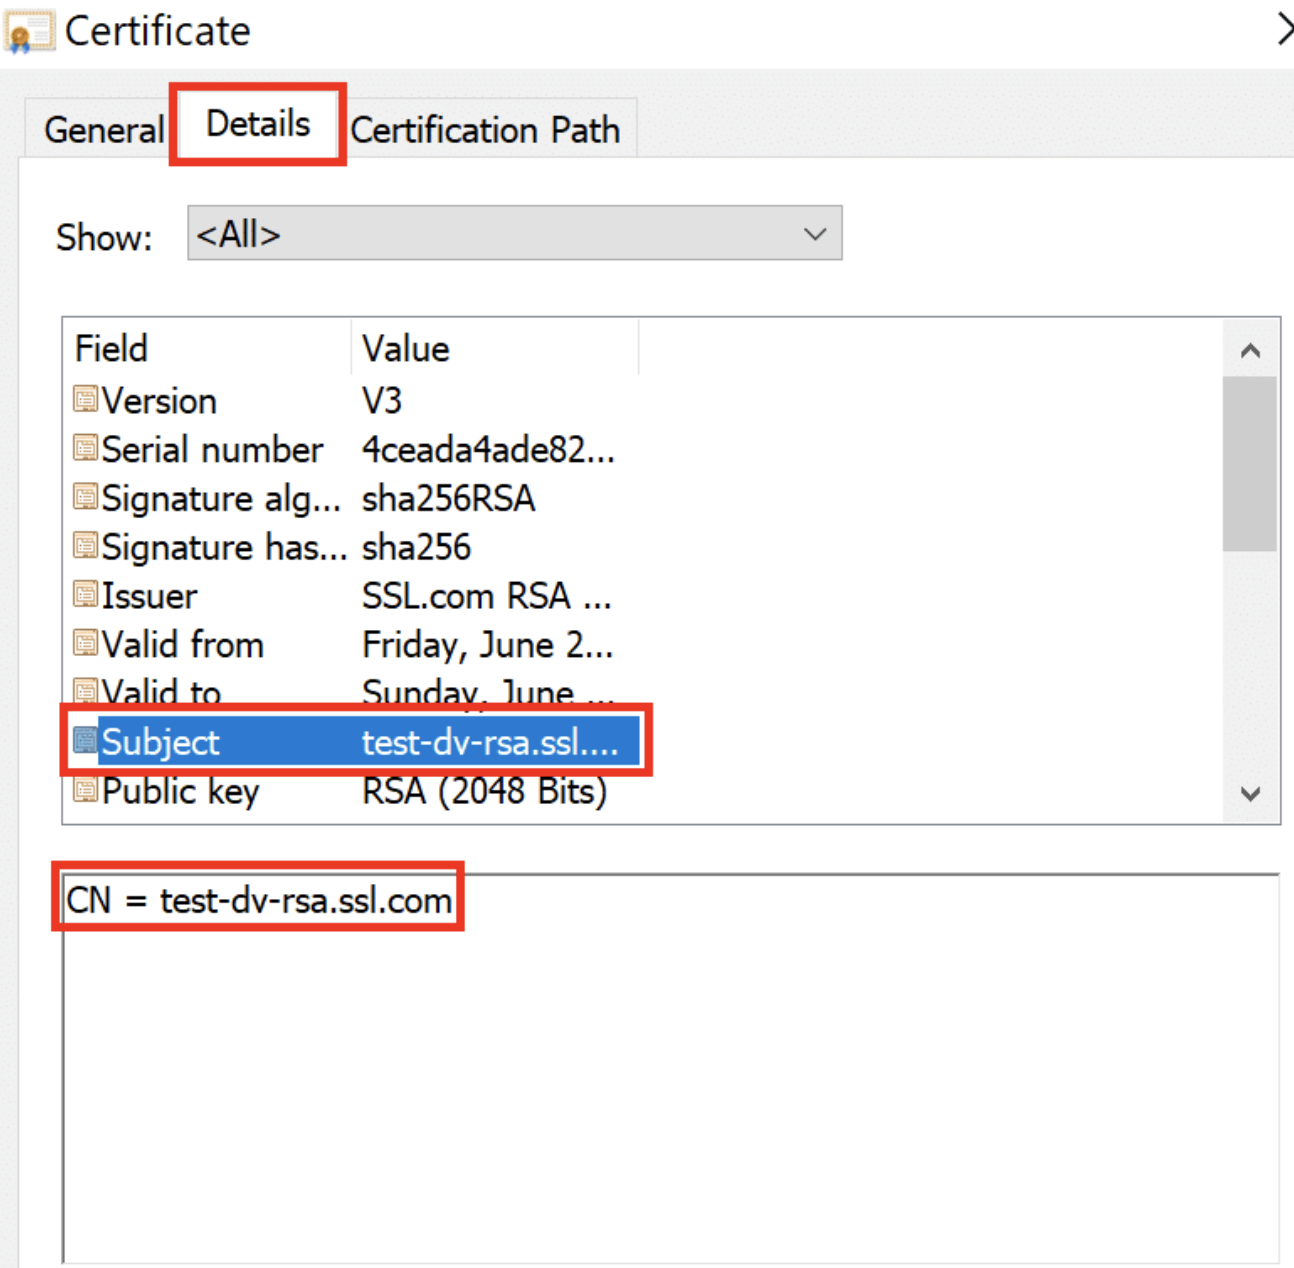 Certificate
General Details Certification Path
Show: <All>
Field Value
Version V3
Serial number 4ceada4ade82...
Signature alg... sha256RSA
Signature has... sha256
Issuer SSL.com RSA ...
Valid from Friday, June 2...
Valid to Sunday, June ...
Subject test-dv-rsa.ssl....
Public key RSA (2048 Bits)
CN = test-dv-rsa.ssl.com